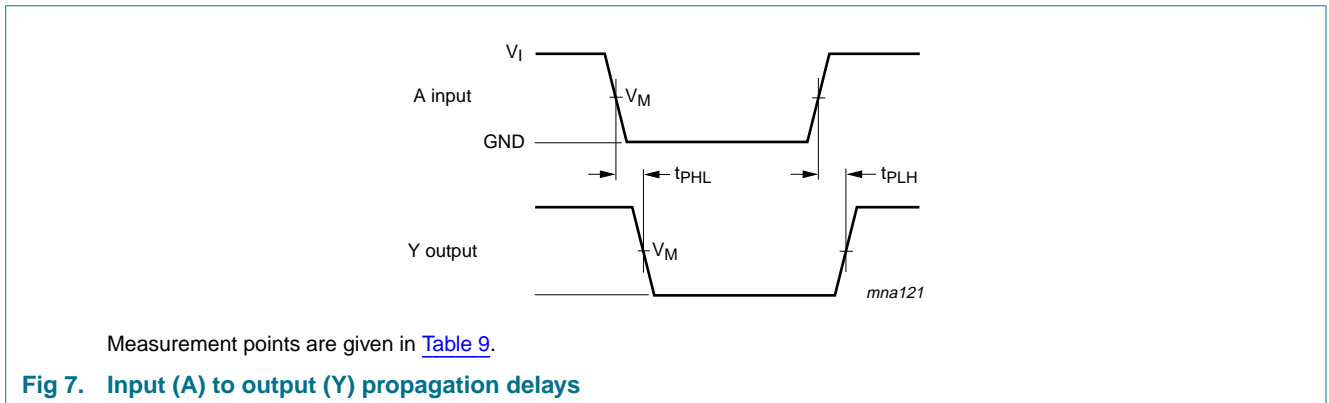 VI
A input
VM
GND
tPHL
tPLH
Y output
VM
mna121
Measurement points are given in Table 9.
Fig 7. Input (A) to output (Y) propagation delays